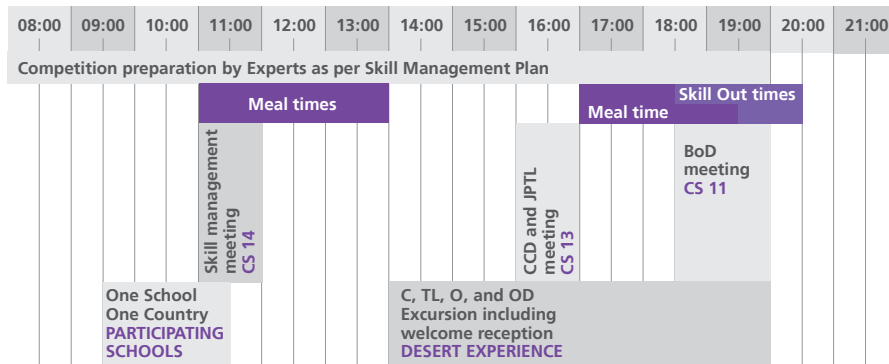 08:00 09:00 10:00 11:00 12:00 13:00 14:00 15:00 16:00 17:00 18:00 19:00 20:00 21:00
Competition preparation by Experts as per Skill Management Plan
Meal times
Skill Out times
Meal time
Skill management
meeting
CS 14
CCD and JPTL
meeting
CS 13
BoD
meeting
CS 11
One School
One Country
PARTICIPATING
SCHOOLS
C, TL, O, and OD
Excursion including
welcome reception
DESERT EXPERIENCE